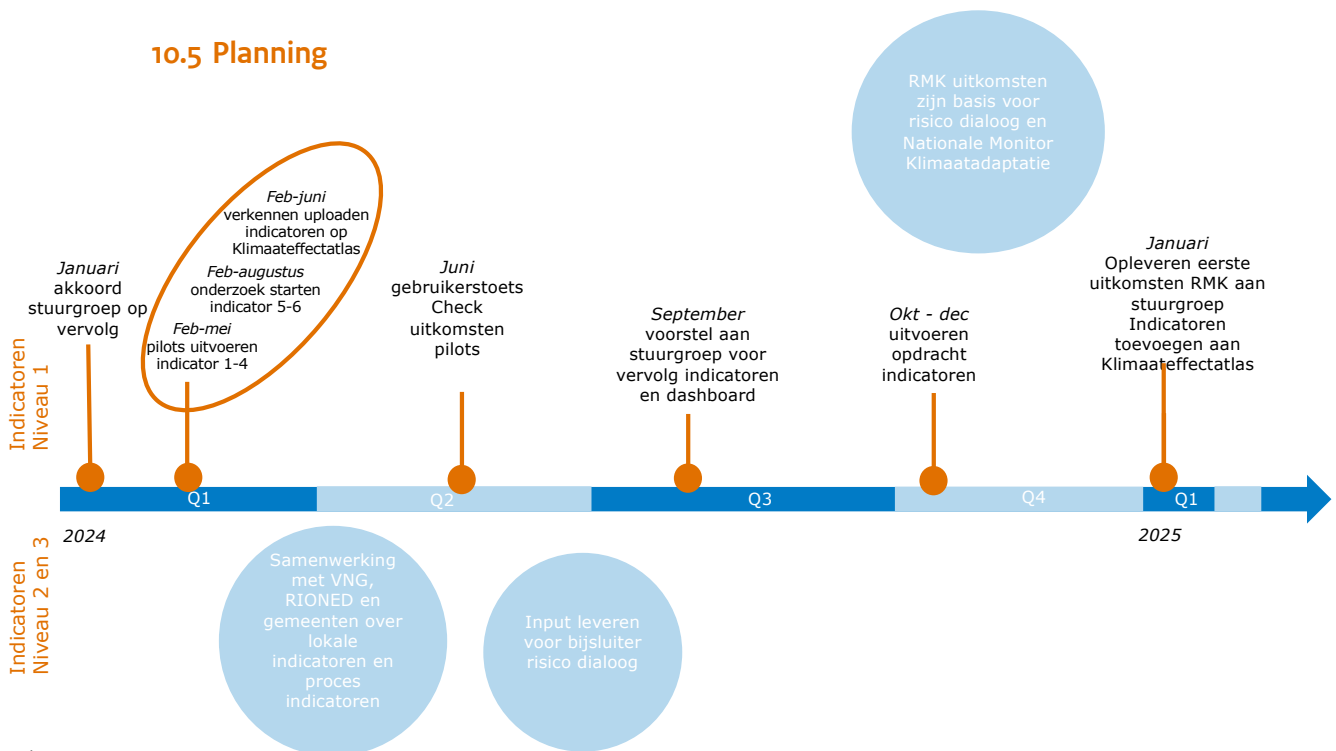 10.5 Planning
RMK uitkomsten
zijn basis voor
risico dialoog en
Nationale Monitor
Klimaatadaptatie
Indicatoren
Niveau 1
Januari
akkoord
stuurgroep op
vervolg
Feb-juni
verkennen uploaden
indicatoren op
Klimaateffectatlas
Feb-augustus
onderzoek starten
indicator 5-6
Feb-mei
pilots uitvoeren
indicator 1-4
Juni
gebruikerstoets
Check
uitkomsten
pilots
September
voorstel aan
stuurgroep voor
vervolg indicatoren
en dashboard
Okt - dec
uitvoeren
opdracht
indicatoren
Januari
Opleveren eerste
uitkomsten RMK aan
stuurgroep
Indicatoren
toevoegen aan
Klimaateffectatlas
Q1
Q2
Q3
Q4
Q1
2024
2025
Indicatoren
Niveau 2 en 3
Samenwerking
met VNG,
RIONED en
gemeenten over
lokale
indicatoren en
proces
indicatoren
Input leveren
voor bijsluiter
risico dialoog